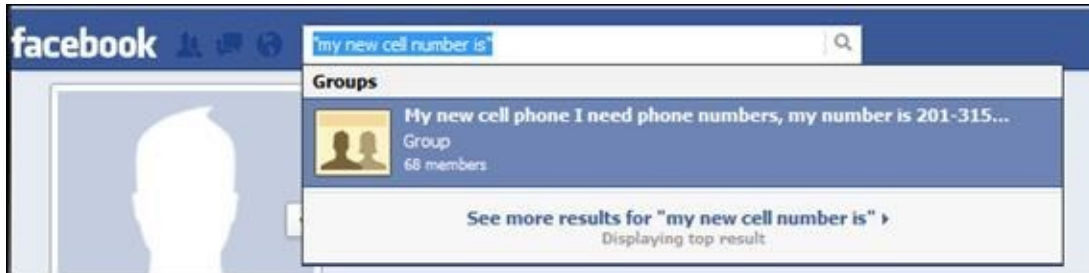 facebook
"my new cell number is"
Groups
My new cell phone I need phone numbers, my number is 201-315...
Group
68 members
See more results for "my new cell number is"
Displaying top result